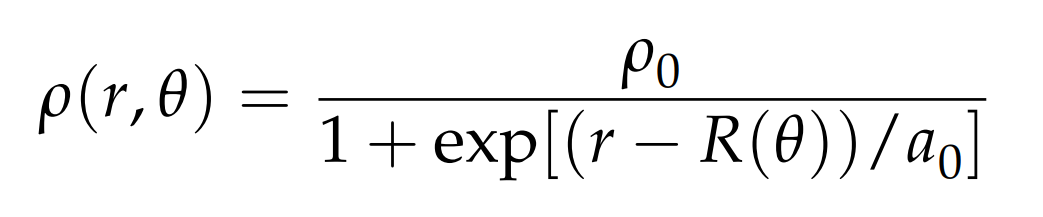 ρ(r, θ) = ρ₀ / (1 + exp[(r − R(θ))/a₀])